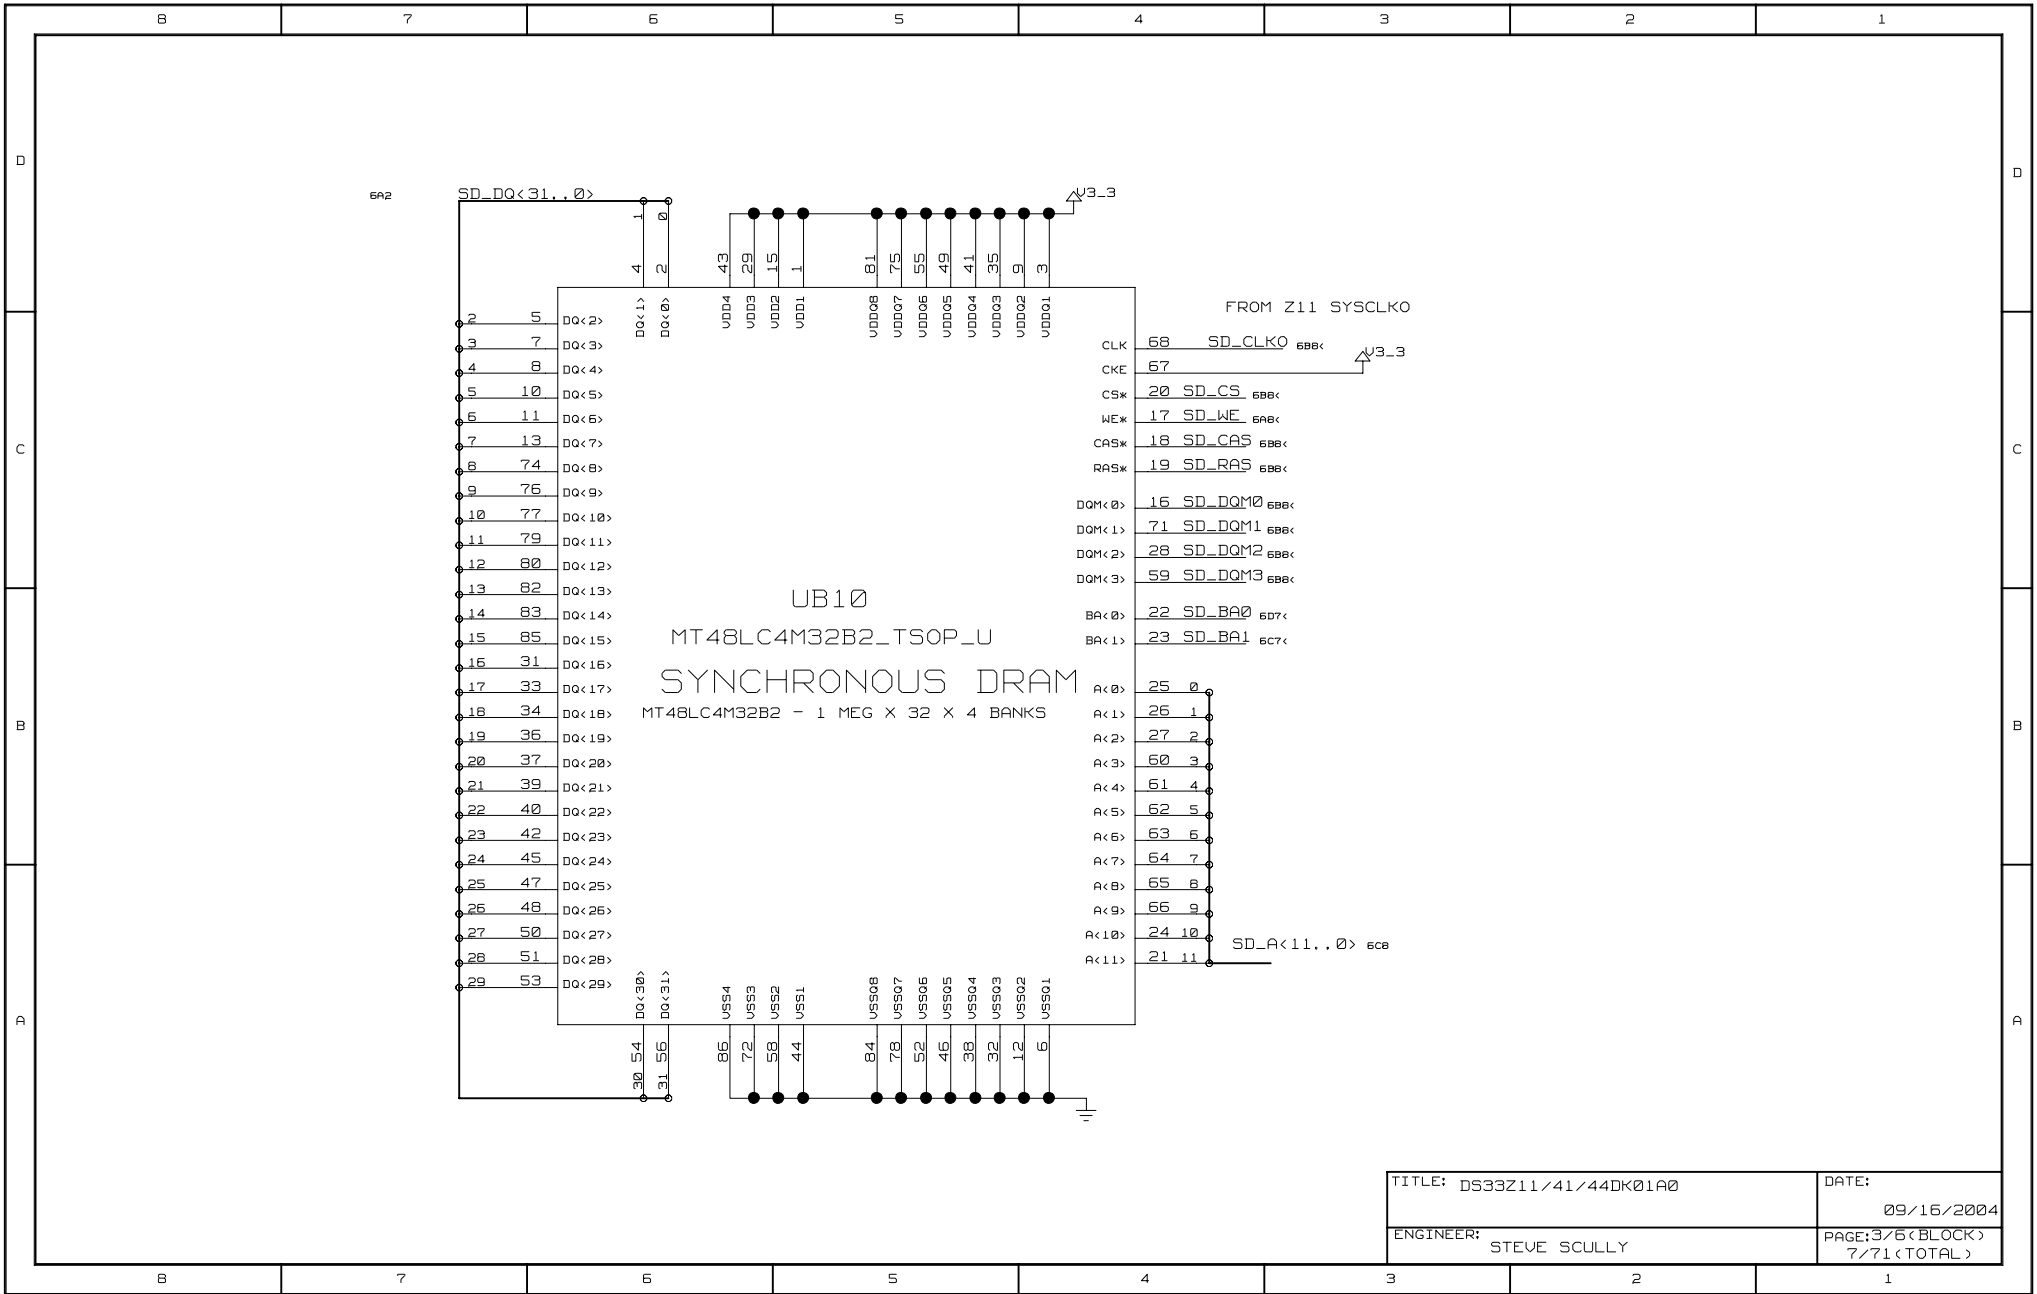 8 7 6 5 4 3 2 1
D D
6A2 SD_DQ<31..0> V3_3
1 0
4 2 43 29 15 1 81 75 55 49 41 35 9 3
DQ<1> DQ<0> VDD4 VDD3 VDD2 VDD1 VDDQ8 VDDQ7 VDDQ6 VDDQ5 VDDQ4 VDDQ3 VDDQ2 VDDQ1
FROM Z11 SYSCLKO
2 5 DQ<2>
3 7 DQ<3> CLK 68 SD_CLKO 6B8<
4 8 DQ<4> CKE 67 V3_3
5 10 DQ<5> CS* 20 SD_CS 6B8<
6 11 DQ<6> WE* 17 SD_WE 6A8<
7 13 DQ<7> CAS* 18 SD_CAS 6B8<
C C
8 74 DQ<8> RAS* 19 SD_RAS 6B8<
9 76 DQ<9> DQM<0> 16 SD_DQM0 6B8<
10 77 DQ<10> DQM<1> 71 SD_DQM1 6B8<
11 79 DQ<11> DQM<2> 28 SD_DQM2 6B8<
12 80 DQ<12> DQM<3> 59 SD_DQM3 6B8<
13 82 DQ<13>
UB10
14 83 DQ<14> BA<0> 22 SD_BA0 6D7<
15 85 DQ<15> BA<1> 23 SD_BA1 6C7<
MT48LC4M32B2_TSOP_U
16 31 DQ<16>
SYNCHRONOUS DRAM
17 33 DQ<17> A<0> 25 0
18 34 DQ<18> A<1> 26 1
MT48LC4M32B2 - 1 MEG X 32 X 4 BANKS
B B
19 36 DQ<19> A<2> 27 2
20 37 DQ<20> A<3> 60 3
21 39 DQ<21> A<4> 61 4
22 40 DQ<22> A<5> 62 5
23 42 DQ<23> A<6> 63 6
24 45 DQ<24> A<7> 64 7
25 47 DQ<25> A<8> 65 8
26 48 DQ<26> A<9> 66 9
27 50 DQ<27> A<10> 24 10
SD_A<11..0> 6C8
28 51 DQ<28> A<11> 21 11
29 53 DQ<29>
DQ<30> DQ<31> VSS4 VSS3 VSS2 VSS1 VSSQ8 VSSQ7 VSSQ6 VSSQ5 VSSQ4 VSSQ3 VSSQ2 VSSQ1
A A
54 56 86 72 58 44 84 78 52 46 38 32 12 6
30 31
TITLE: DS33Z11/41/44DK01A0
DATE:
09/16/2004
ENGINEER: STEVE SCULLY
PAGE:3/6(BLOCK)
7/71(TOTAL)
8 7 6 5 4 3 2 1